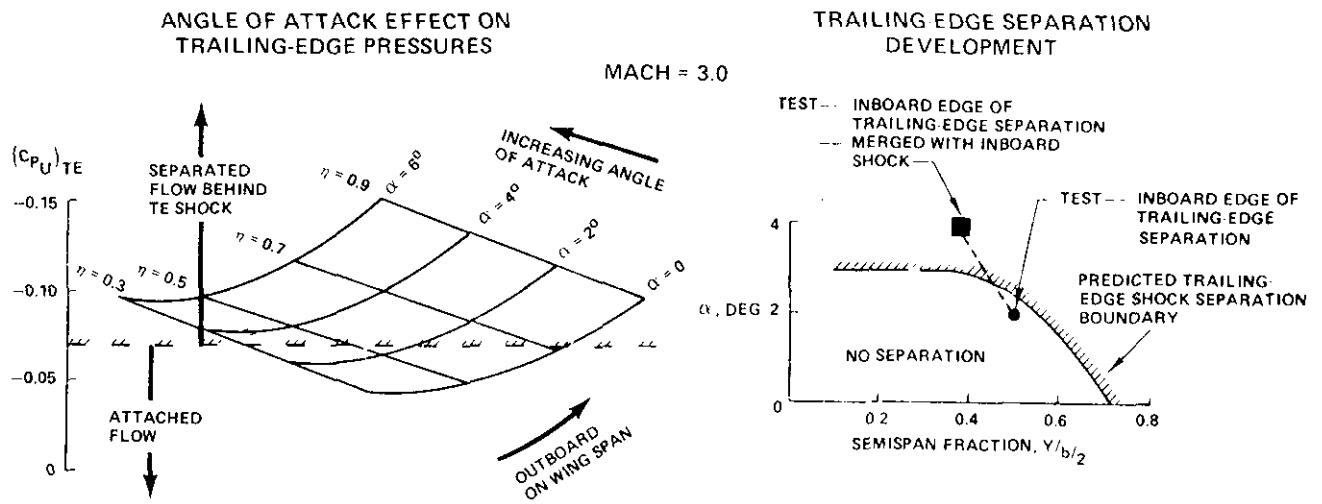 ANGLE OF ATTACK EFFECT ON
TRAILING-EDGE PRESSURES
TRAILING-EDGE SEPARATION
DEVELOPMENT
MACH = 3.0
(CPU)TE
-0.15
-0.10
-0.05
0
SEPARATED
FLOW BEHIND
TE SHOCK
ATTACHED
FLOW
η = 0.3
η = 0.5
η = 0.7
η = 0.9
α = 6°
α = 4°
α = 2°
α = 0
INCREASING ANGLE
OF ATTACK
OUTBOARD
ON WING SPAN
TEST-- INBOARD EDGE OF
TRAILING-EDGE SEPARATION
-- MERGED WITH INBOARD
SHOCK
TEST-- INBOARD EDGE OF
TRAILING-EDGE
SEPARATION
PREDICTED TRAILING-
EDGE SHOCK SEPARATION
BOUNDARY
4
α, DEG 2
0
NO SEPARATION
0.2 0.4 0.6 0.8
SEMISPAN FRACTION, Y/b/2